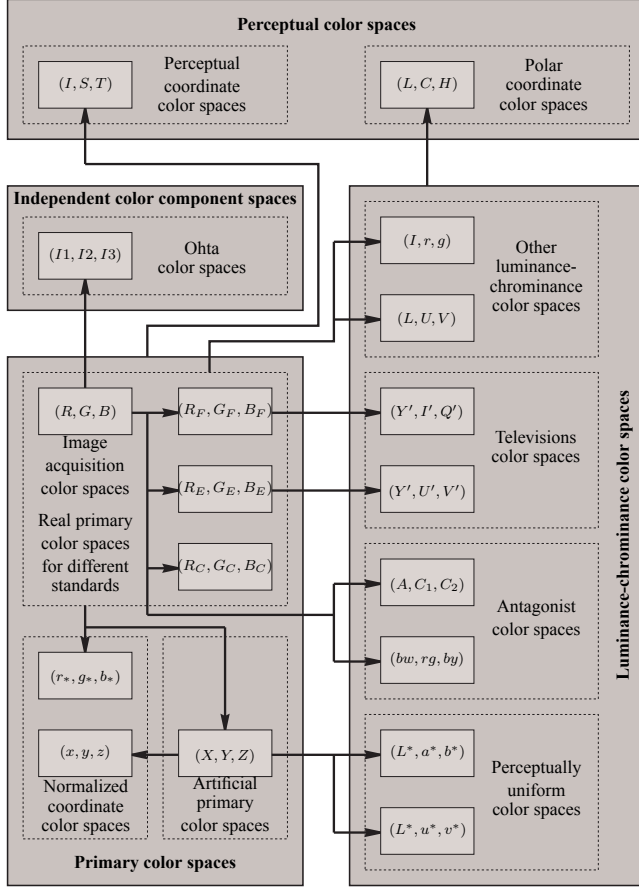 Perceptual color spaces
(I, S, T)
Perceptual
coordinate
color spaces
(L, C, H)
Polar
coordinate
color spaces
Independent color component spaces
(I1, I2, I3)
Ohta
color spaces
(R, G, B)
Image
acquisition
color spaces
Real primary
color spaces
for different
standards
(R_F, G_F, B_F)
(R_E, G_E, B_E)
(R_C, G_C, B_C)
(r_*, g_*, b_*)
(x, y, z)
Normalized
coordinate
color spaces
(X, Y, Z)
Artificial
primary
color spaces
Primary color spaces
(I, r, g)
(L, U, V)
Other
luminance-
chrominance
color spaces
(Y′, I′, Q′)
(Y′, U′, V′)
Televisions
color spaces
(A, C₁, C₂)
(bw, rg, by)
Antagonist
color spaces
(L*, a*, b*)
(L*, u*, v*)
Perceptually
uniform
color spaces
Luminance-chrominance color spaces